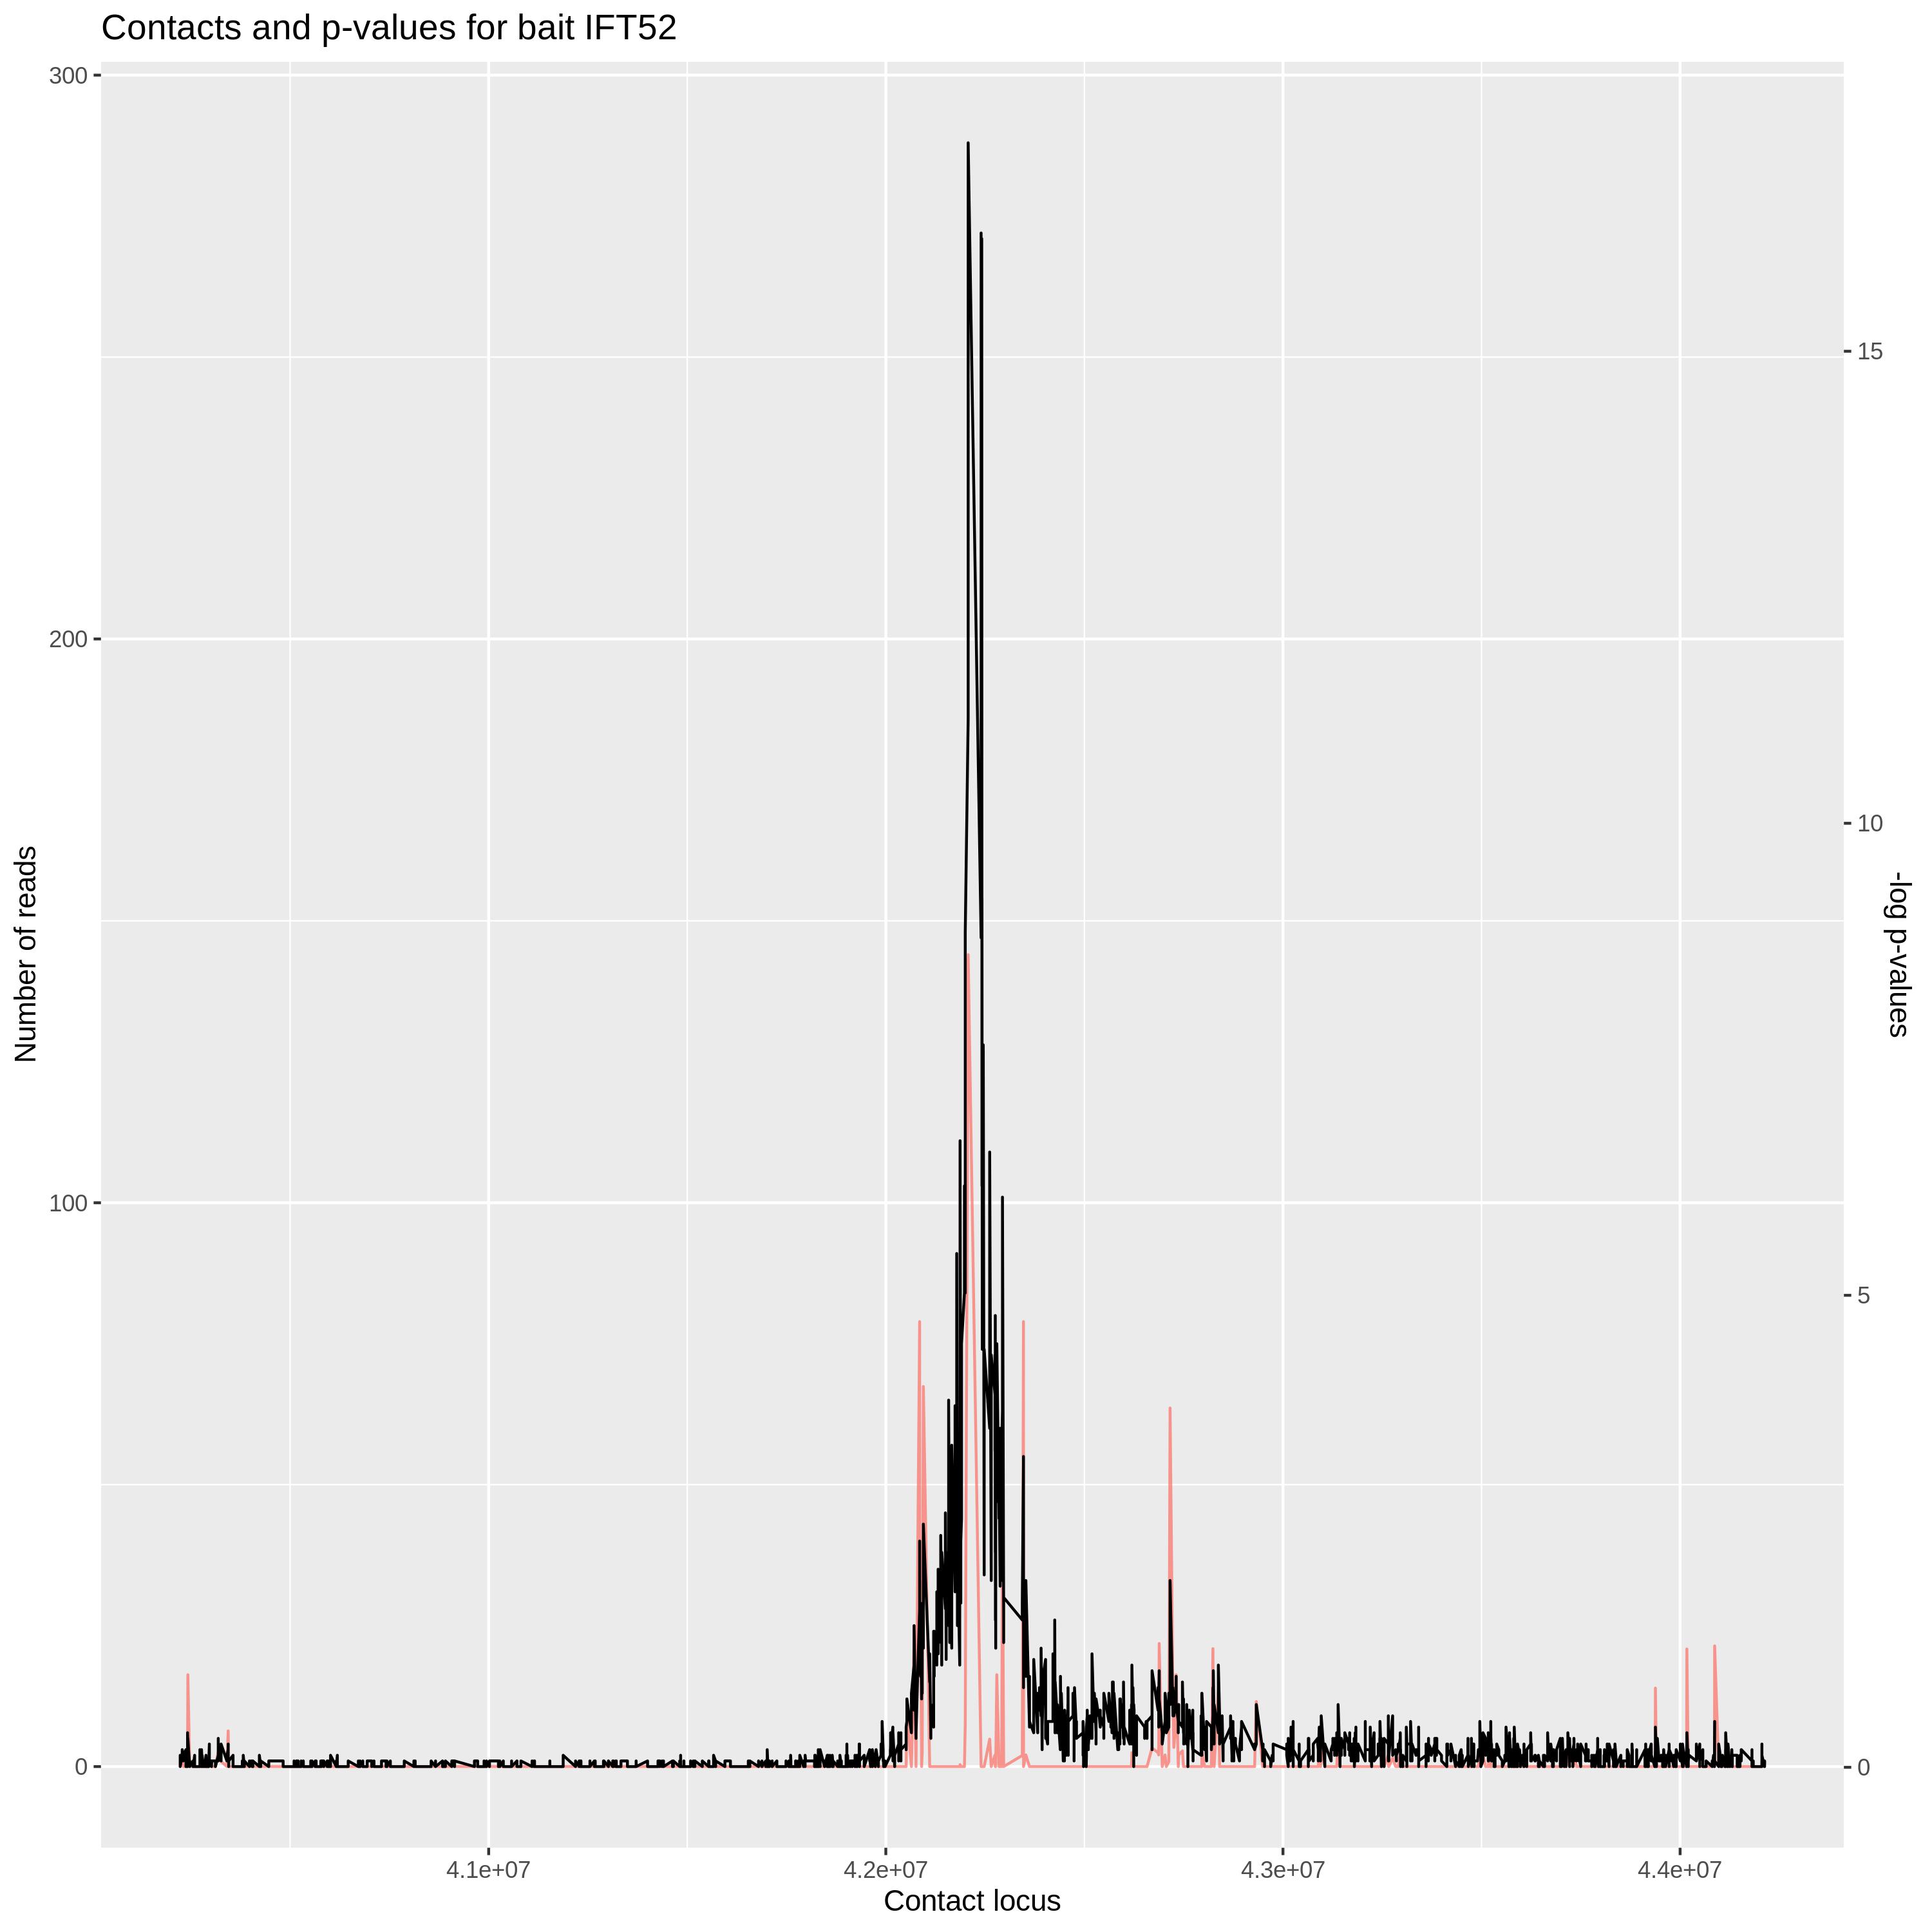 Contacts and p-values for bait IFT52
300
200
100
0
Number of reads
15
10
5
0
-log p-values
4.1e+07
4.2e+07
4.3e+07
4.4e+07
Contact locus